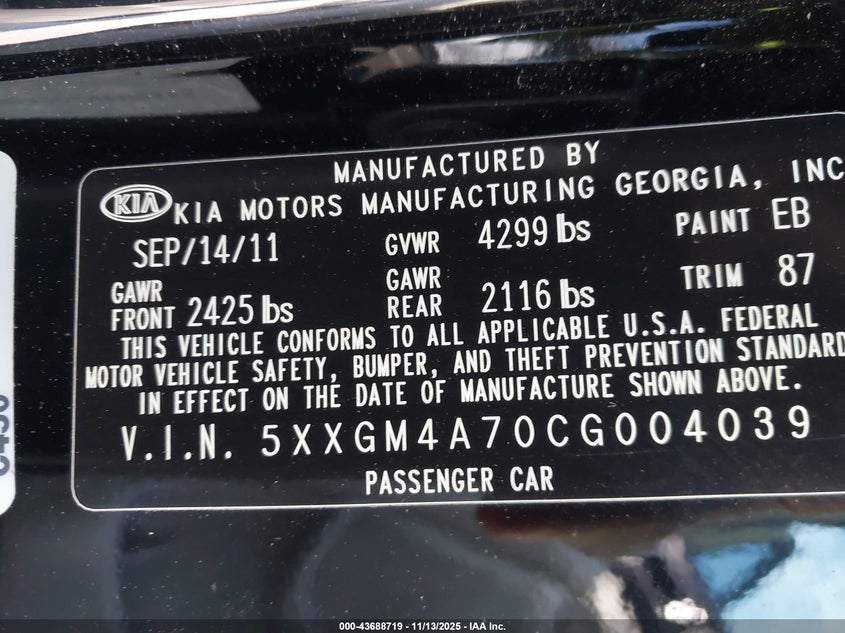 MANUFACTURED BY
KIA KIA MOTORS MANUFACTURING GEORGIA, INC
SEP/14/11 GVWR 4299 lbs PAINT EB
GAWR FRONT 2425 lbs GAWR REAR 2116 lbs TRIM 87
THIS VEHICLE CONFORMS TO ALL APPLICABLE U.S.A. FEDERAL
MOTOR VEHICLE SAFETY, BUMPER, AND THEFT PREVENTION STANDARD
IN EFFECT ON THE DATE OF MANUFACTURE SHOWN ABOVE.
V.I.N. 5XXGM4A70CG004039
PASSENGER CAR
000-43688719 - 11/13/2025 - IAA Inc.